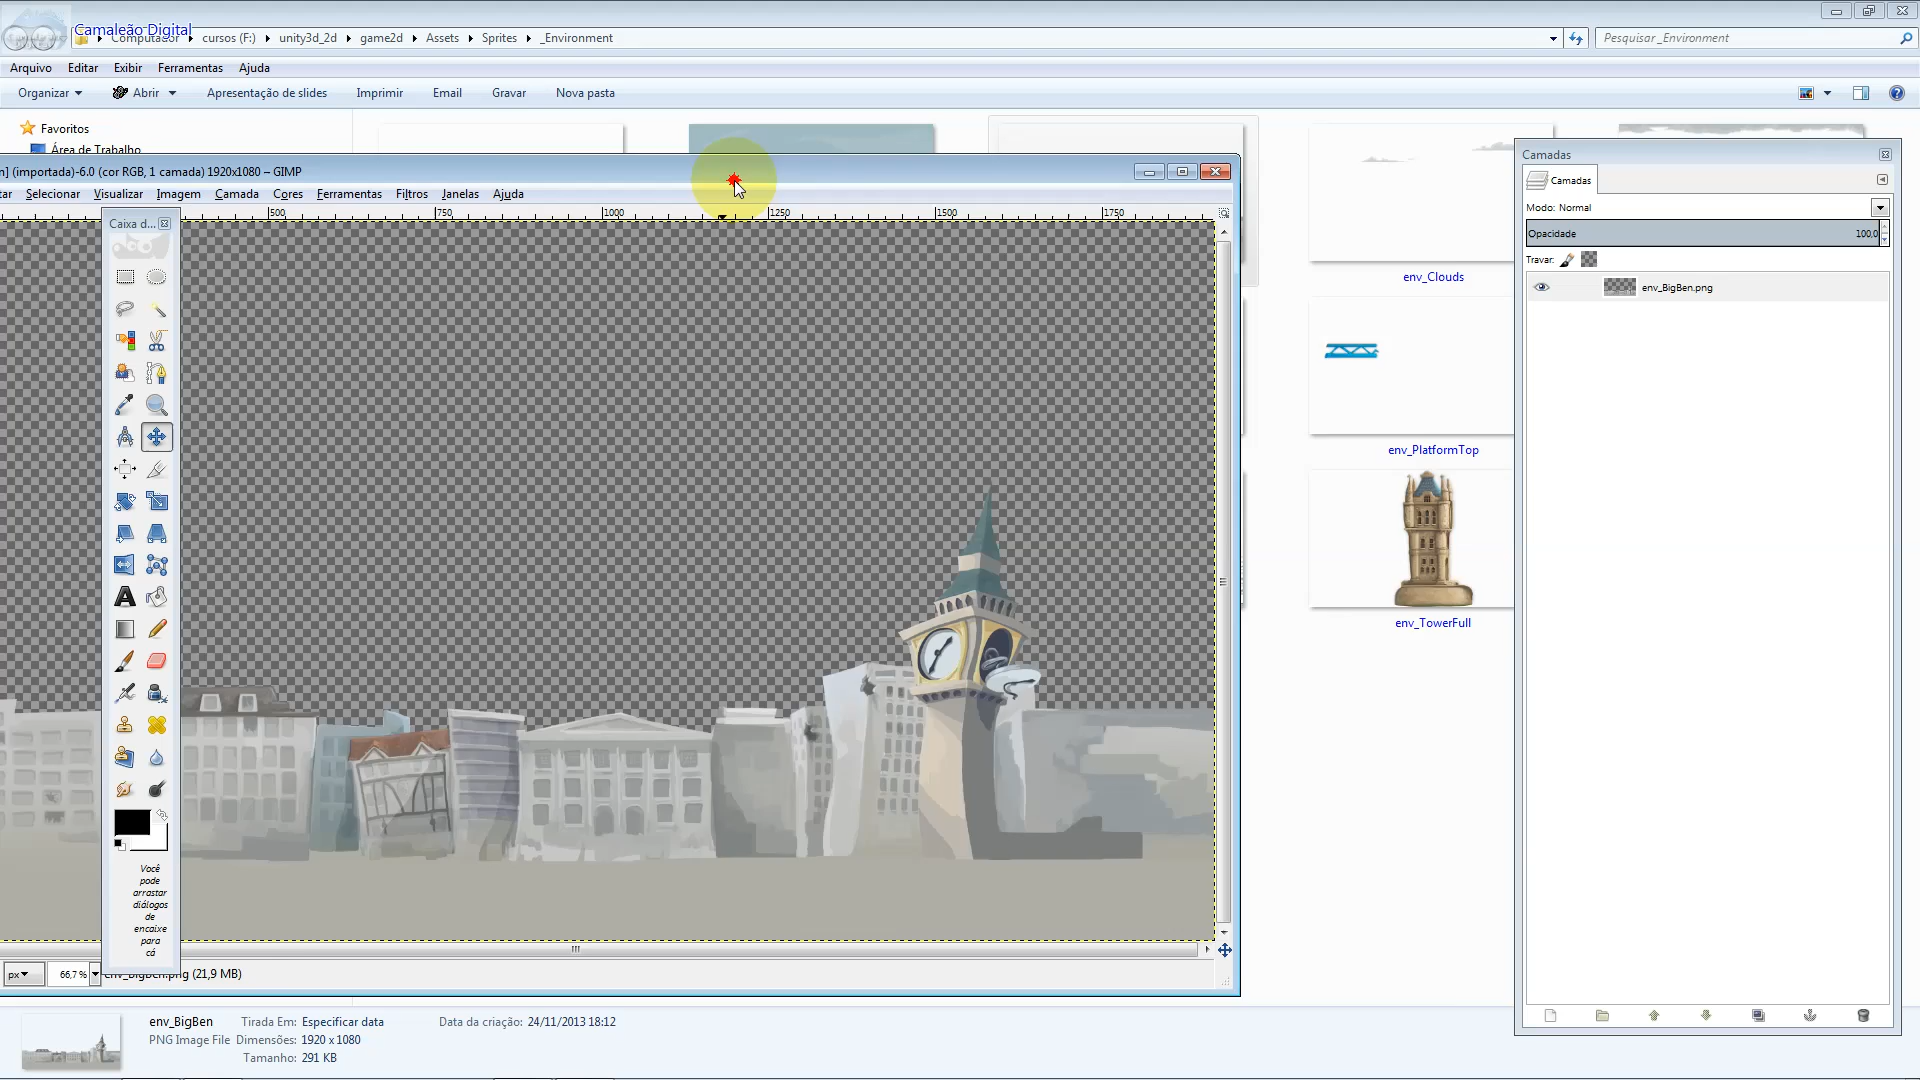 Camaleão Digital
Computador
cursos (F:)
unity3d_2d
game2d
Assets
Sprites
_Environment
Pesquisar _Environment
Arquivo
Editar
Exibir
Ferramentas
Ajuda
Organizar
Abrir
Apresentação de slides
Imprimir
Email
Gravar
Nova pasta
Favoritos
Área de Trabalho
(importada)-6.0 (cor RGB, 1 camada) 1920x1080 – GIMP
tar
Selecionar
Visualizar
Imagem
Camada
Cores
Ferramentas
Filtros
Janelas
Ajuda
500
750
1000
1250
1500
1750
Caixa d...
Você
pode
arrastar
diálogos
de
encaixe
para
cá
px
66,7 %
env_BigBen.png (21,9 MB)
env_Clouds
env_PlatformTop
env_TowerFull
Camadas
Camadas
Modo: Normal
Opacidade
100,0
Travar:
env_BigBen.png
env_BigBen
Tirada Em: Especificar data
Data da criação: 24/11/2013 18:12
PNG Image File
Dimensões: 1920 x 1080
Tamanho: 291 KB